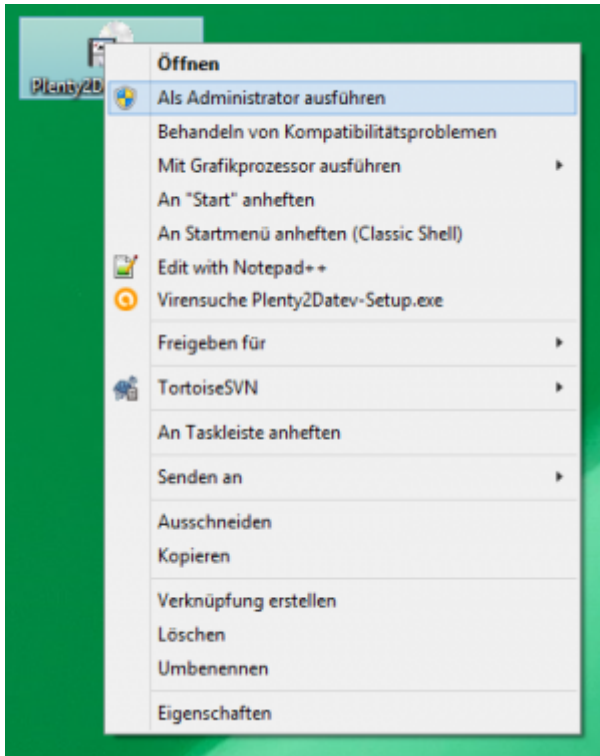 Plenty2D
Öffnen
Als Administrator ausführen
Behandeln von Kompatibilitätsproblemen
Mit Grafikprozessor ausführen
An "Start" anheften
An Startmenü anheften (Classic Shell)
Edit with Notepad++
Virensuche Plenty2Datev-Setup.exe
Freigeben für
TortoiseSVN
An Taskleiste anheften
Senden an
Ausschneiden
Kopieren
Verknüpfung erstellen
Löschen
Umbenennen
Eigenschaften